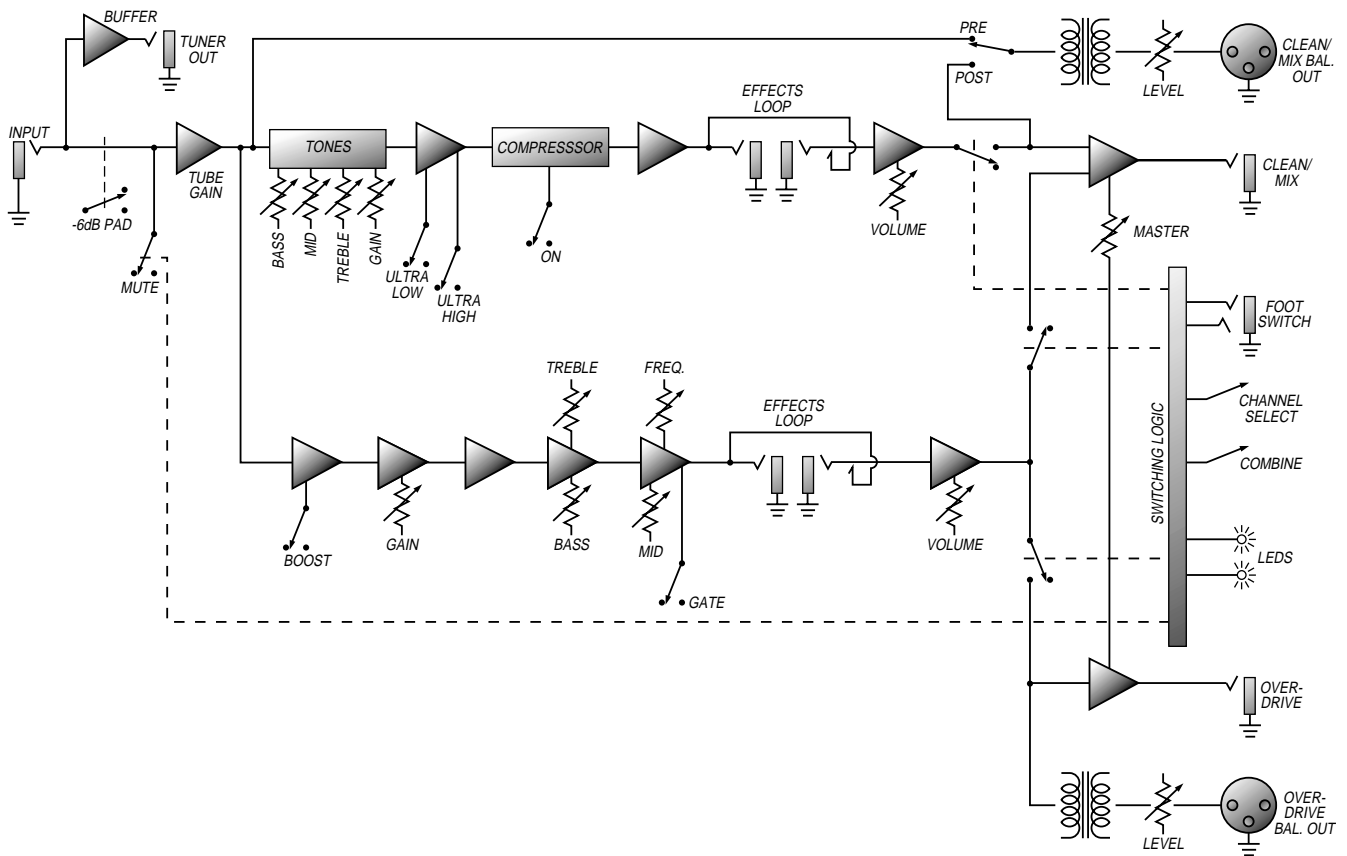 BUFFER
TUNER
OUT
PRE
POST
LEVEL
CLEAN/
MIX BAL.
OUT
INPUT
-6dB PAD
MUTE
TUBE
GAIN
TONES
BASS
MID
TREBLE
GAIN
ULTRA
LOW
ULTRA
HIGH
COMPRESSSOR
ON
EFFECTS
LOOP
VOLUME
CLEAN/
MIX
MASTER
FOOT
SWITCH
CHANNEL
SELECT
COMBINE
SWITCHING LOGIC
LEDS
BOOST
GAIN
TREBLE
BASS
FREQ.
MID
GATE
EFFECTS
LOOP
VOLUME
OVER-
DRIVE
LEVEL
OVER-
DRIVE
BAL. OUT